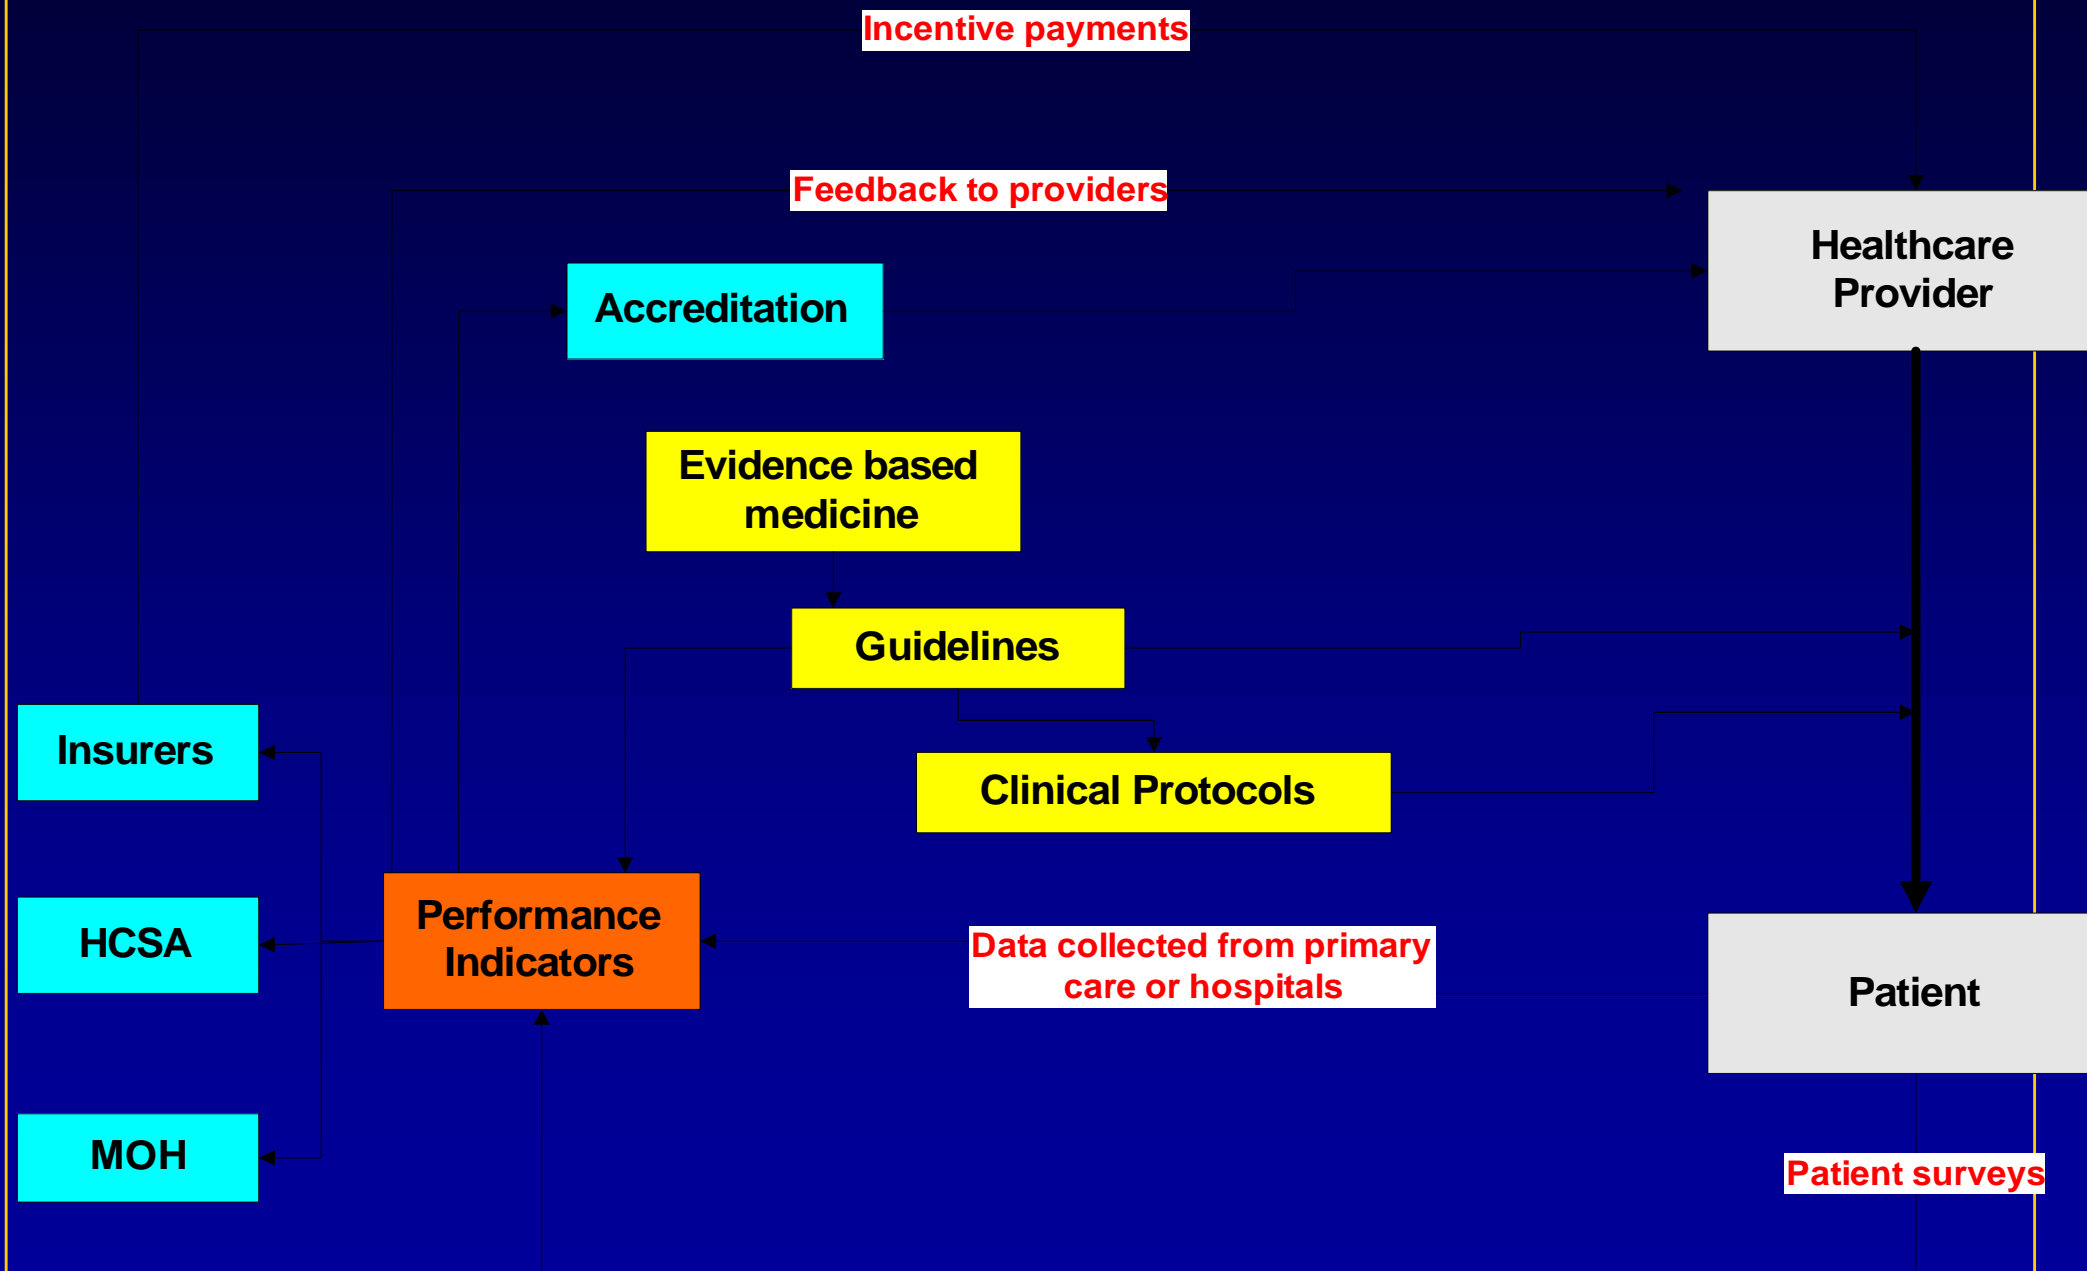 Incentive payments
Feedback to providers
Healthcare
Provider
Accreditation
Evidence based
medicine
Guidelines
Insurers
Clinical Protocols
Performance
Indicators
HCSA
Data collected from primary
care or hospitals
Patient
MOH
Patient surveys